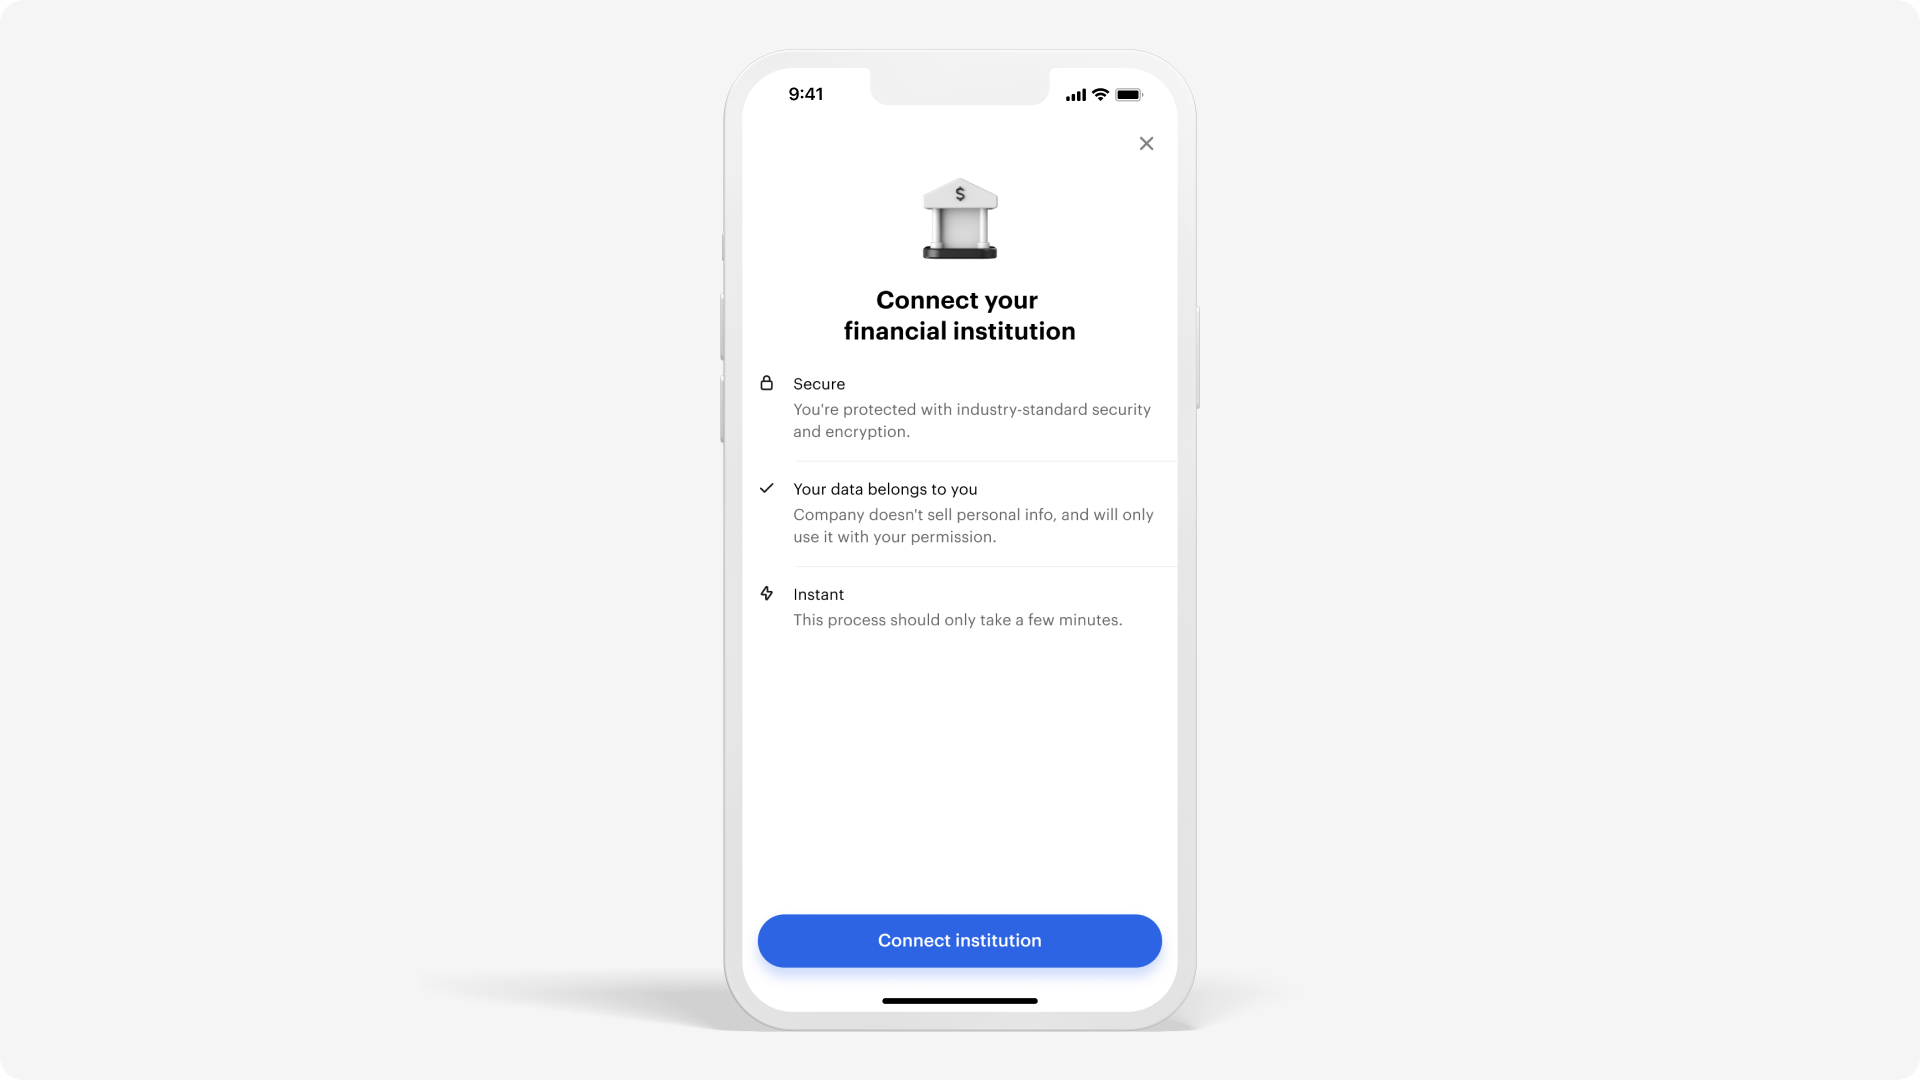 9:41
$
Connect your
financial institution
Secure
You're protected with industry-standard security
and encryption.
Your data belongs to you
Company doesn't sell personal info, and will only
use it with your permission.
Instant
This process should only take a few minutes.
Connect institution